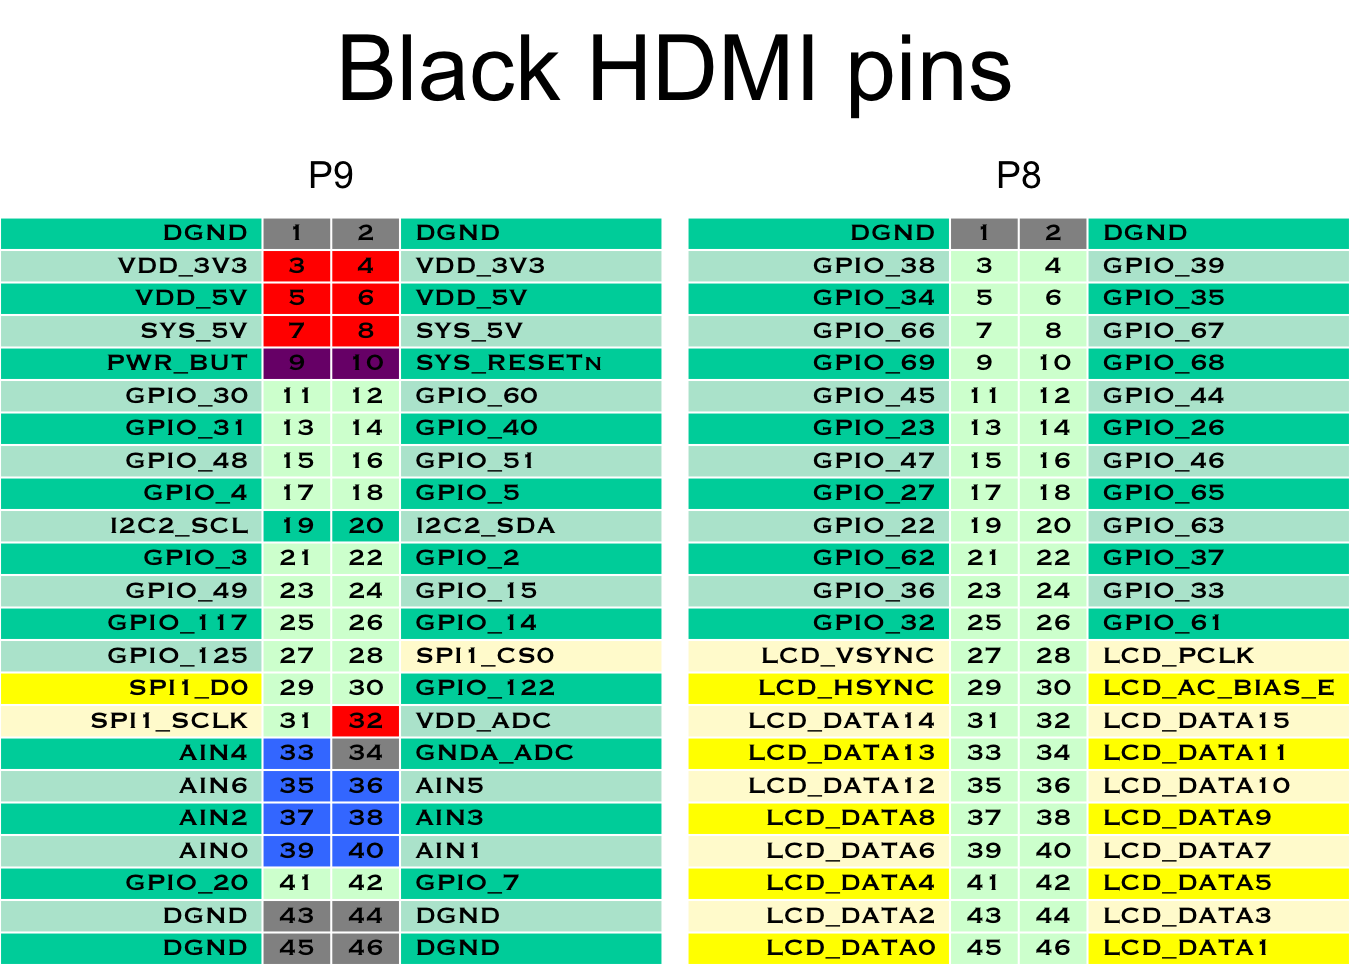 Black HDMI pins
P9 P8
DGND 1 2 DGND DGND 1 2 DGND
VDD_3V3 3 4 VDD_3V3 GPIO_38 3 4 GPIO_39
VDD_5V 5 6 VDD_5V GPIO_34 5 6 GPIO_35
SYS_5V 7 8 SYS_5V GPIO_66 7 8 GPIO_67
PWR_BUT 9 10 SYS_RESETN GPIO_69 9 10 GPIO_68
GPIO_30 11 12 GPIO_60 GPIO_45 11 12 GPIO_44
GPIO_31 13 14 GPIO_40 GPIO_23 13 14 GPIO_26
GPIO_48 15 16 GPIO_51 GPIO_47 15 16 GPIO_46
GPIO_4 17 18 GPIO_5 GPIO_27 17 18 GPIO_65
I2C2_SCL 19 20 I2C2_SDA GPIO_22 19 20 GPIO_63
GPIO_3 21 22 GPIO_2 GPIO_62 21 22 GPIO_37
GPIO_49 23 24 GPIO_15 GPIO_36 23 24 GPIO_33
GPIO_117 25 26 GPIO_14 GPIO_32 25 26 GPIO_61
GPIO_125 27 28 SPI1_CS0 LCD_VSYNC 27 28 LCD_PCLK
SPI1_D0 29 30 GPIO_122 LCD_HSYNC 29 30 LCD_AC_BIAS_E
SPI1_SCLK 31 32 VDD_ADC LCD_DATA14 31 32 LCD_DATA15
AIN4 33 34 GNDA_ADC LCD_DATA13 33 34 LCD_DATA11
AIN6 35 36 AIN5 LCD_DATA12 35 36 LCD_DATA10
AIN2 37 38 AIN3 LCD_DATA8 37 38 LCD_DATA9
AIN0 39 40 AIN1 LCD_DATA6 39 40 LCD_DATA7
GPIO_20 41 42 GPIO_7 LCD_DATA4 41 42 LCD_DATA5
DGND 43 44 DGND LCD_DATA2 43 44 LCD_DATA3
DGND 45 46 DGND LCD_DATA0 45 46 LCD_DATA1